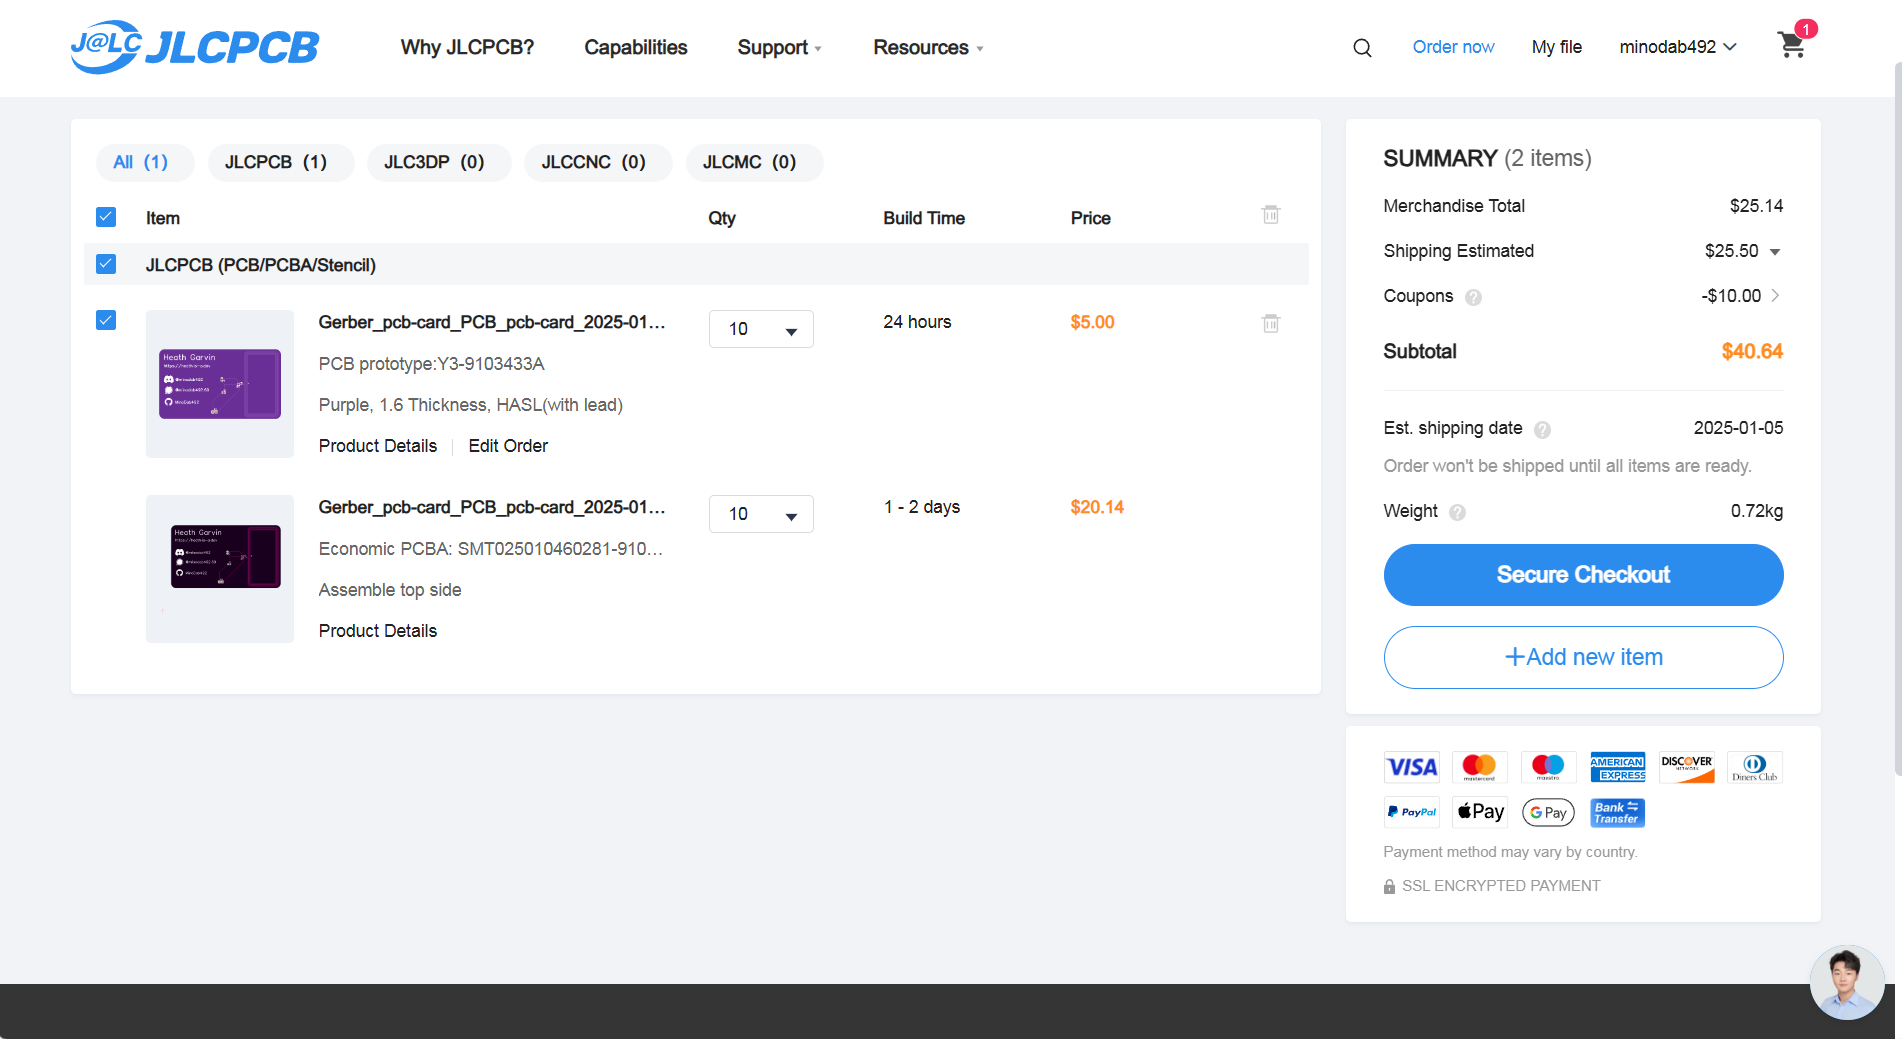 J@LC JLCPCB
Why JLCPCB?
Capabilities
Support
Resources
Order now
My file
minodab492
1
All (1)
JLCPCB (1)
JLC3DP (0)
JLCCNC (0)
JLCMC (0)
Item
Qty
Build Time
Price
JLCPCB (PCB/PCBA/Stencil)
Heath Garvin
Gerber_pcb-card_PCB_pcb-card_2025-01...
10
24 hours
$5.00
PCB prototype:Y3-9103433A
Purple, 1.6 Thickness, HASL(with lead)
Product Details
Edit Order
Heath Garvin
Gerber_pcb-card_PCB_pcb-card_2025-01...
10
1 - 2 days
$20.14
Economic PCBA: SMT025010460281-910...
Assemble top side
Product Details
SUMMARY (2 items)
Merchandise Total
$25.14
Shipping Estimated
$25.50
Coupons ?
-$10.00
Subtotal
$40.64
Est. shipping date ?
2025-01-05
Order won't be shipped until all items are ready.
Weight ?
0.72kg
Secure Checkout
+Add new item
VISA
mastercard
maestro
AMERICAN EXPRESS
DISCOVER NETWORK
Diners Club
PayPal
Pay
G Pay
Bank Transfer
Payment method may vary by country.
SSL ENCRYPTED PAYMENT